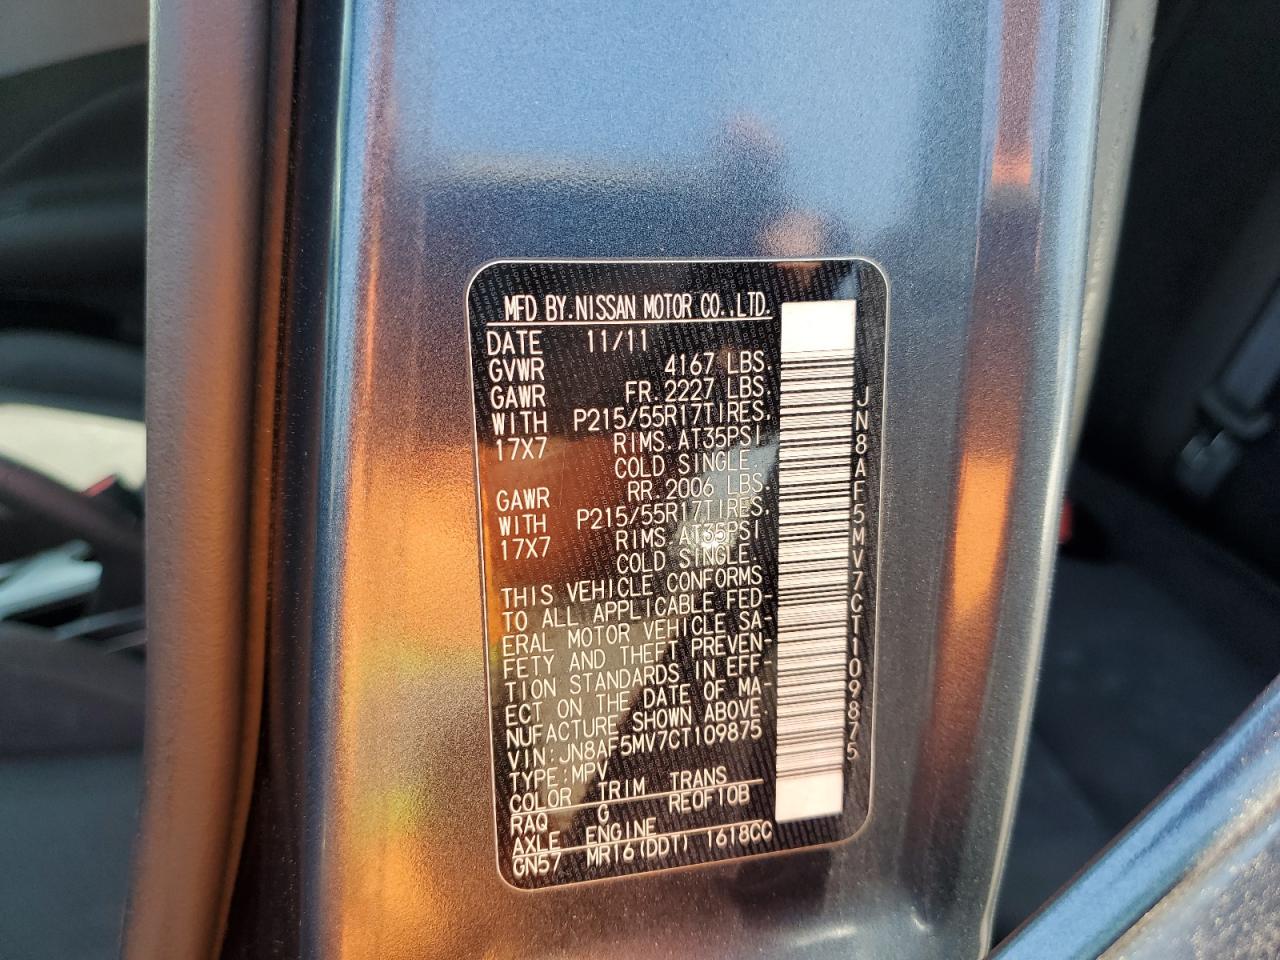 MFD BY.NISSAN MOTOR CO.,LTD.
DATE 11/11
GVWR 4167 LBS
GAWR FR.2227 LBS
WITH P215/55R17TIRES.
17X7 RIMS.AT35PSI
COLD SINGLE.
GAWR RR.2006 LBS.
WITH P215/55R17TIRES.
17X7 RIMS.AT35PSI
COLD SINGLE.
THIS VEHICLE CONFORMS
TO ALL APPLICABLE FED-
ERAL MOTOR VEHICLE SA-
FETY AND THEFT PREVEN-
TION STANDARDS IN EFF-
ECT ON THE DATE OF MA-
NUFACTURE SHOWN ABOVE.
VIN:JN8AF5MV7CT109875
TYPE:MPV
COLOR TRIM TRANS
RAQ G RE0F10B
AXLE ENGINE
GN57 MR16(DDT) 1618CC
JN8AF5MV7CT109875